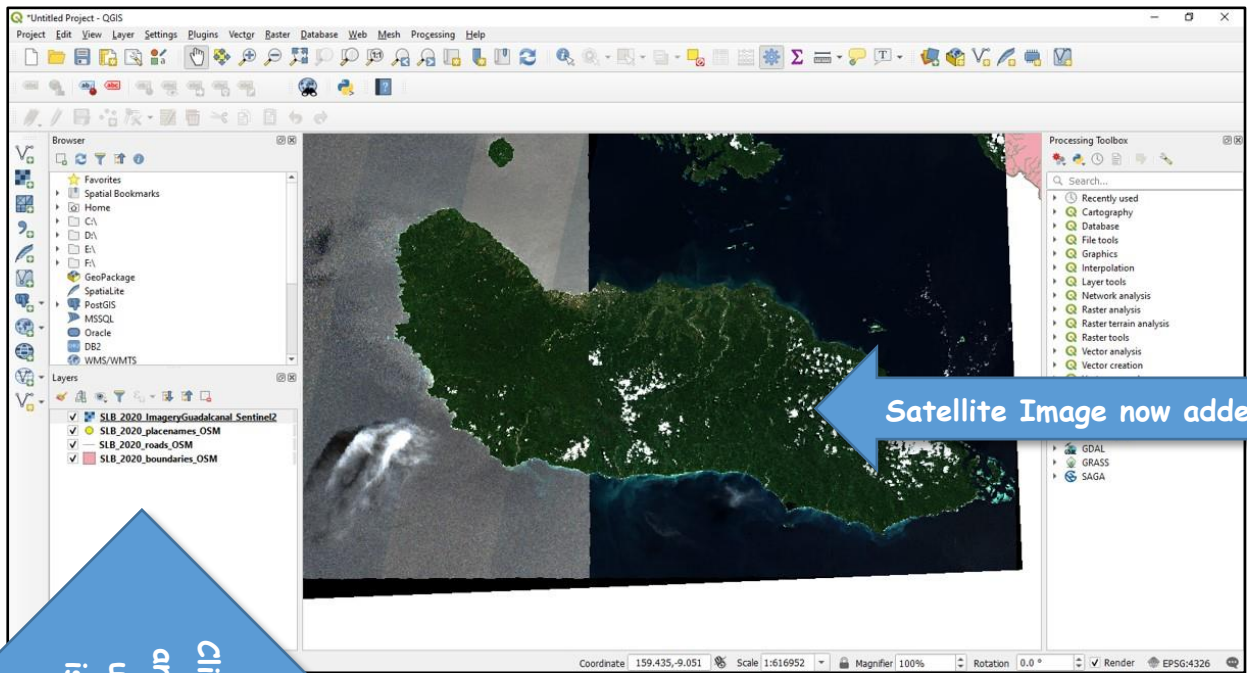 *Untitled Project - QGIS
Project Edit View Layer Settings Plugins Vector Raster Database Web Mesh Processing Help
Browser
Favorites
Spatial Bookmarks
Home
C:\
D:\
E:\
F:\
GeoPackage
SpatiaLite
PostGIS
MSSQL
Oracle
DB2
WMS/WMTS
Layers
SLB_2020_ImageryGuadalcanal_Sentinel2
SLB_2020_placenames_OSM
SLB_2020_roads_OSM
SLB_2020_boundaries_OSM
Processing Toolbox
Search...
Recently used
Cartography
Database
File tools
Graphics
Interpolation
Layer tools
Network analysis
Raster analysis
Raster terrain analysis
Raster tools
Vector analysis
Vector creation
Satellite Image now adde
GDAL
GRASS
SAGA
Coordinate 159.435,-9.051 Scale 1:616952 Magnifier 100% Rotation 0.0 ° Render EPSG:4326